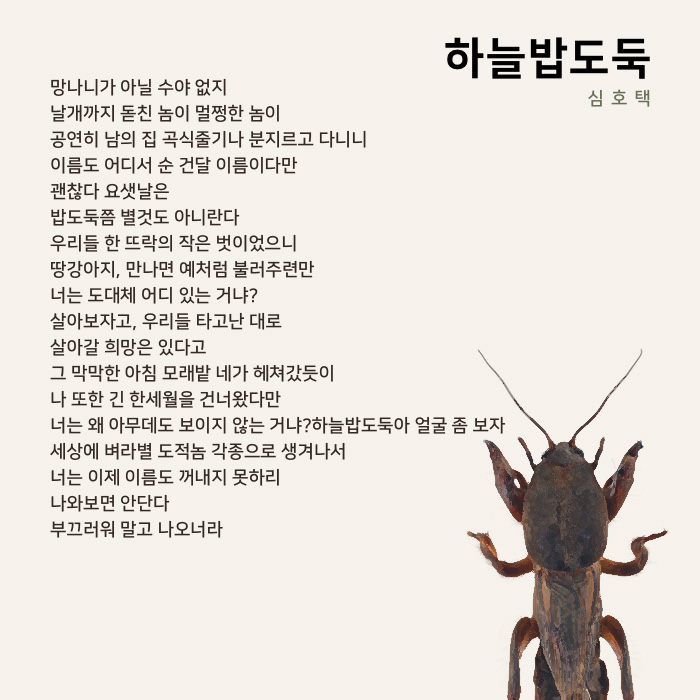 하늘밥도둑
심호택
망나니가 아닐 수야 없지
날개까지 돋친 놈이 멀쩡한 놈이
공연히 남의 집 곡식줄기나 분지르고 다니니
이름도 어디서 순 건달 이름이다만
괜찮다 요샛날은
밥도둑쯤 별것도 아니란다
우리들 한 뜨락의 작은 벗이었으니
땅강아지, 만나면 예처럼 불러주련만
너는 도대체 어디 있는 거냐?
살아보자고, 우리들 타고난 대로
살아갈 희망은 있다고
그 막막한 아침 모래밭 네가 헤쳐갔듯이
나 또한 긴 한세월을 건너왔다만
너는 왜 아무데도 보이지 않는 거냐?하늘밥도둑아 얼굴 좀 보자
세상에 벼라별 도적놈 각종으로 생겨나서
너는 이제 이름도 꺼내지 못하리
나와보면 안단다
부끄러워 말고 나오너라